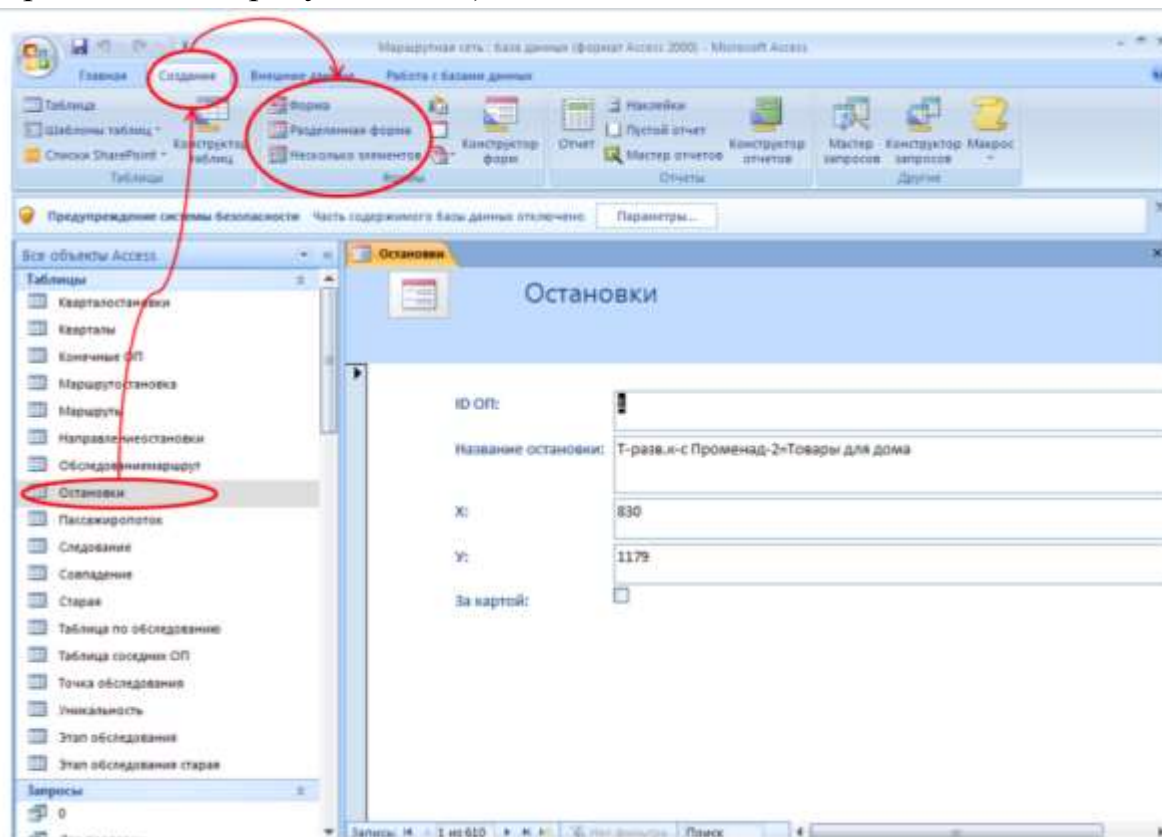 Маршрутная сеть : база данных (формат Access 2000) - Microsoft Access
Главная Создание Внешние данные Работа с базами данных
Таблица
Шаблоны таблиц
Списки SharePoint
Конструктор таблиц
Таблицы
Форма
Разделенная форма
Несколько элементов
Конструктор форм
Формы
Отчет
Наклейки
Пустой отчет
Мастер отчетов
Конструктор отчетов
Отчеты
Мастер запросов
Конструктор запросов
Макрос
Другие
Предупреждение системы безопасности Часть содержимого базы данных отключено Параметры...
Все объекты Access
Таблицы
Кварталостановки
Кварталы
Конечные ОП
Маршрутостановка
Маршруты
Направлениеостановки
Обследованиемаршрут
Остановки
Пассажиропоток
Следование
Совпадение
Старая
Таблица по обследованию
Таблица соседних ОП
Точка обследования
Уникальность
Этап обследования
Этап обследования старая
Запросы
0
Остановки
Остановки
ID ОП:
Название остановки: Т-разв.к-с Променад-2=Товары для дома
X: 830
У: 1179
За картой:
Запись: 1 из 610 Нет фильтра Поиск